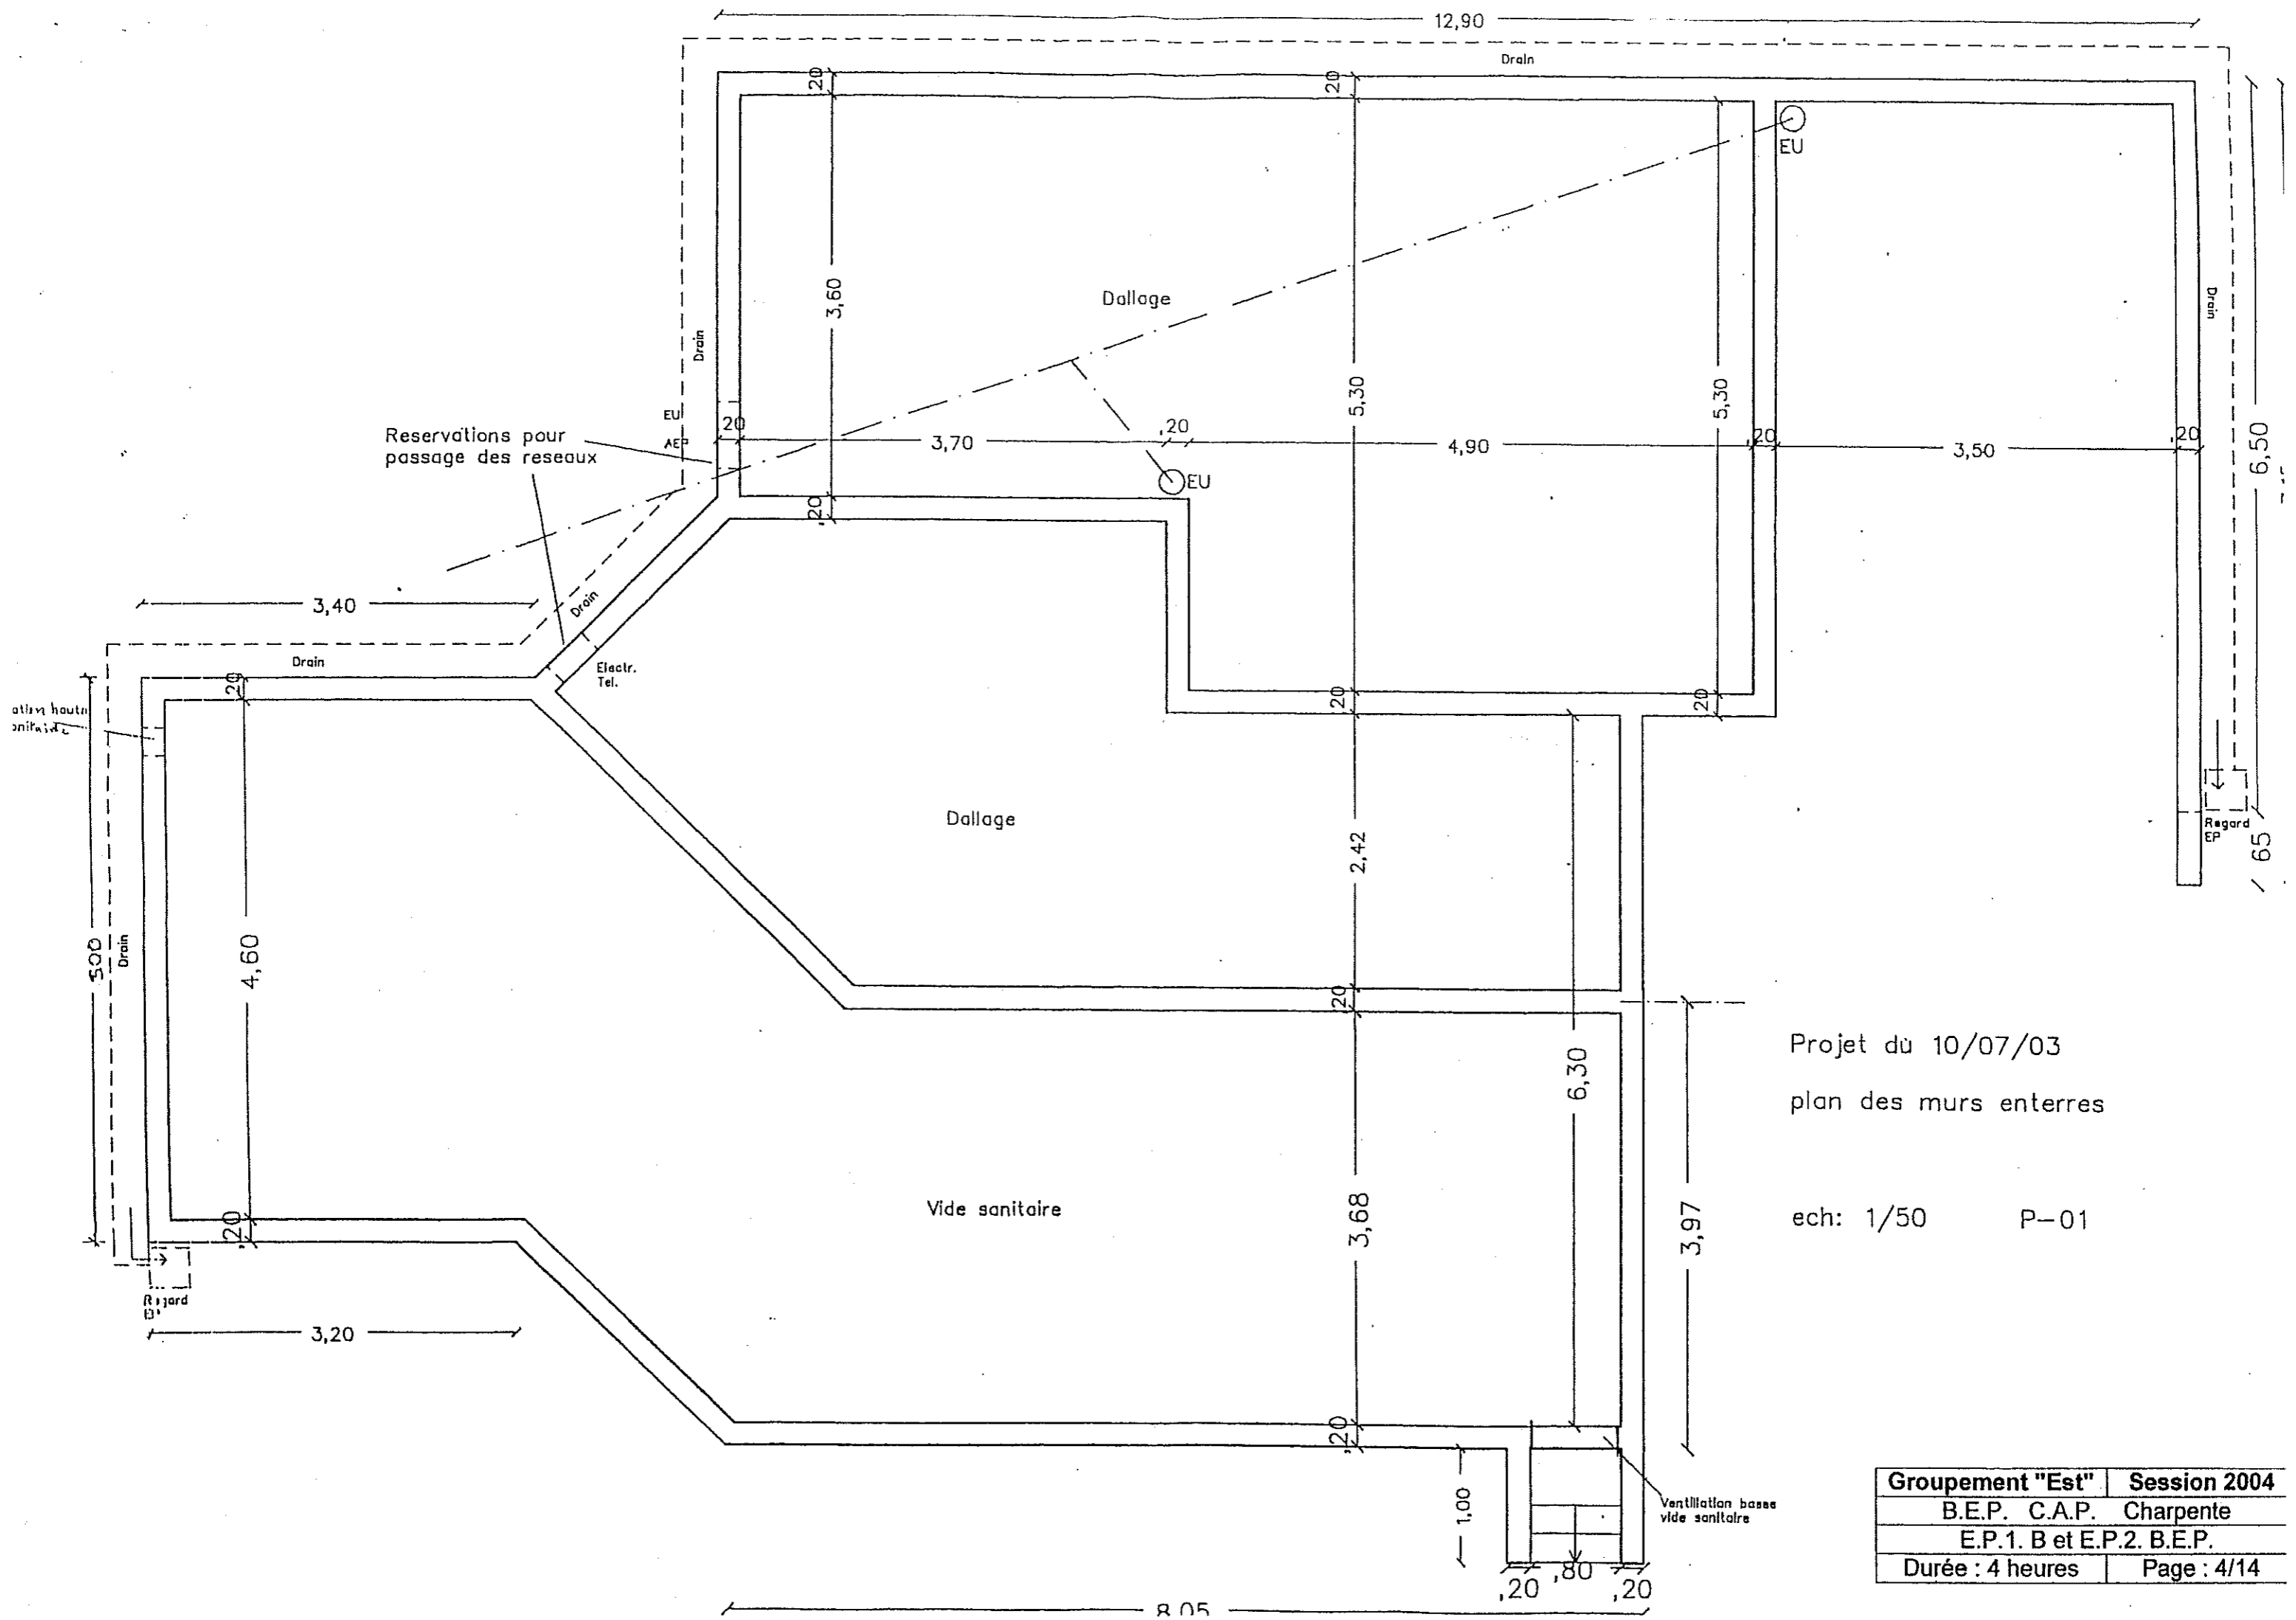 12,90
Drain
,20
,20
EU
3,60
Dallage
Drain
Drain
5,30
5,30
6,50
EU
AEP
,20
3,70
,20
4,90
,20
3,50
,20
Reservations pour
passage des reseaux
EU
,20
3,40
Drain
Drain
Electr.
Tel.
,20
,20
,20
haute
Dallage
2,42
Regard
EP
65
500
Drain
4,60
,20
Projet du 10/07/03
plan des murs enterres
6,30
Vide sanitaire
3,68
3,97
ech: 1/50
P-01
,20
Regard
3,20
,20
1,00
Ventilation basse
vide sanitaire
,20
,80
,20
8,05
Groupement "Est" Session 2004
B.E.P. C.A.P. Charpente
E.P.1. B et E.P.2. B.E.P.
Durée : 4 heures Page : 4/14